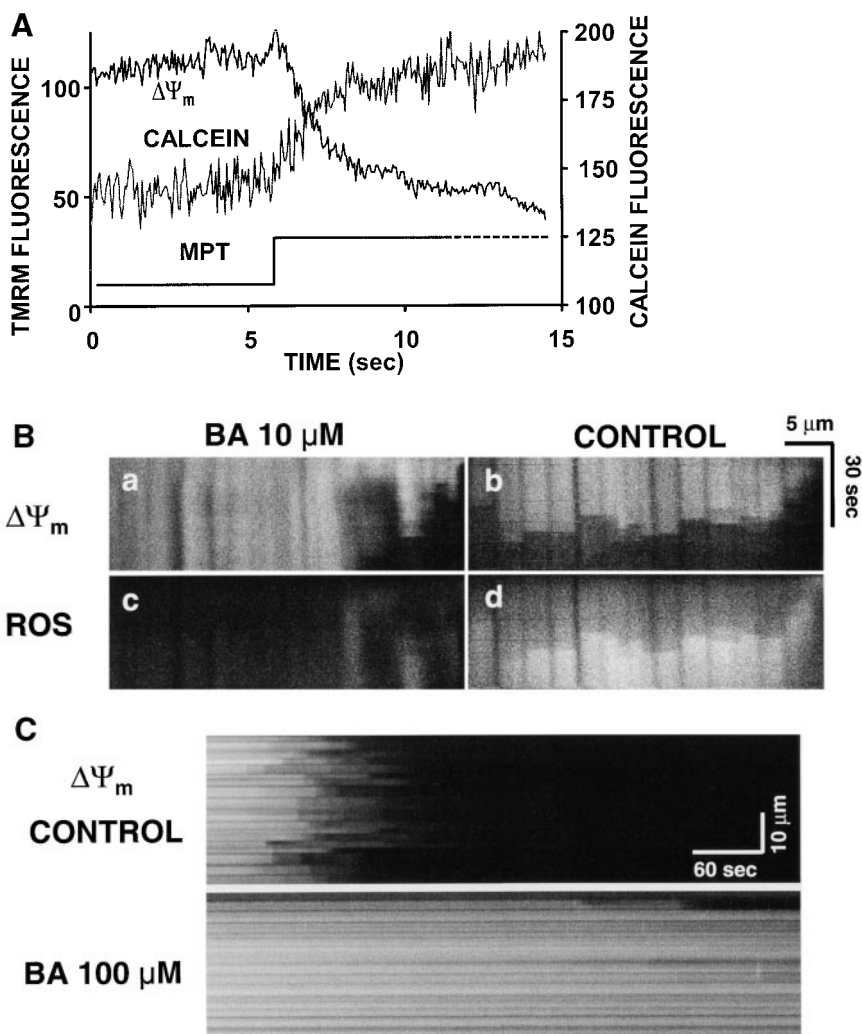 A
TMRM FLUORESCENCE
100
50
0
ΔΨm
CALCEIN
MPT
200
175
150
125
100
CALCEIN FLUORESCENCE
0
5
10
15
TIME (sec)
B
BA 10 μM
CONTROL
5 μm
30 sec
ΔΨm
a
b
ROS
c
d
C
ΔΨm
CONTROL
10 μm
60 sec
BA 100 μM